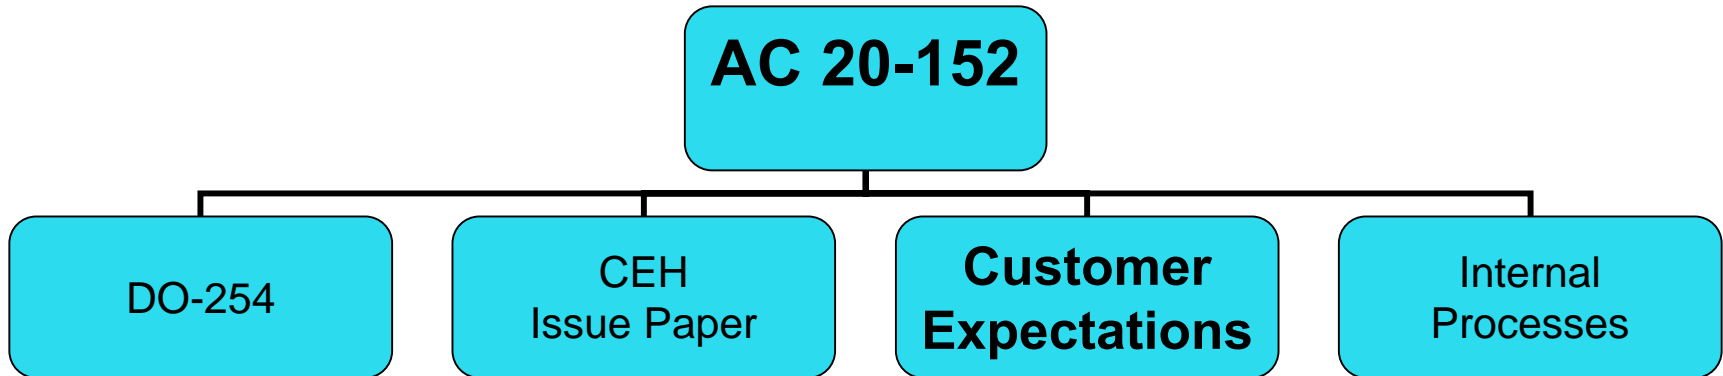 AC 20-152
DO-254
CEH
Issue Paper
Customer
Expectations
Internal
Processes